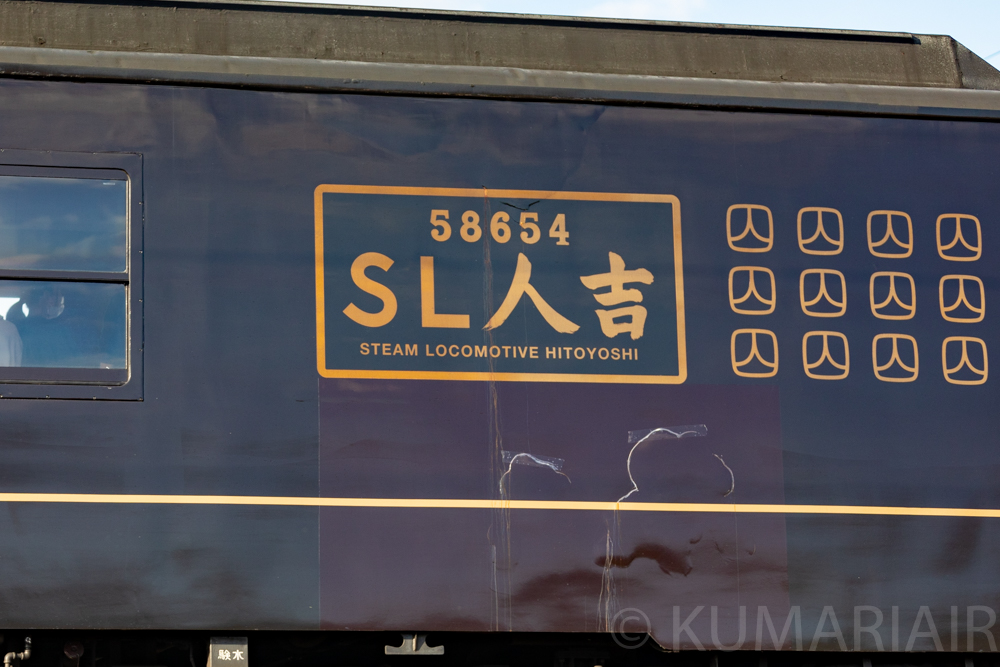 58654
SL人吉
STEAM LOCOMOTIVE HITOYOSHI
© KUMARIAIR